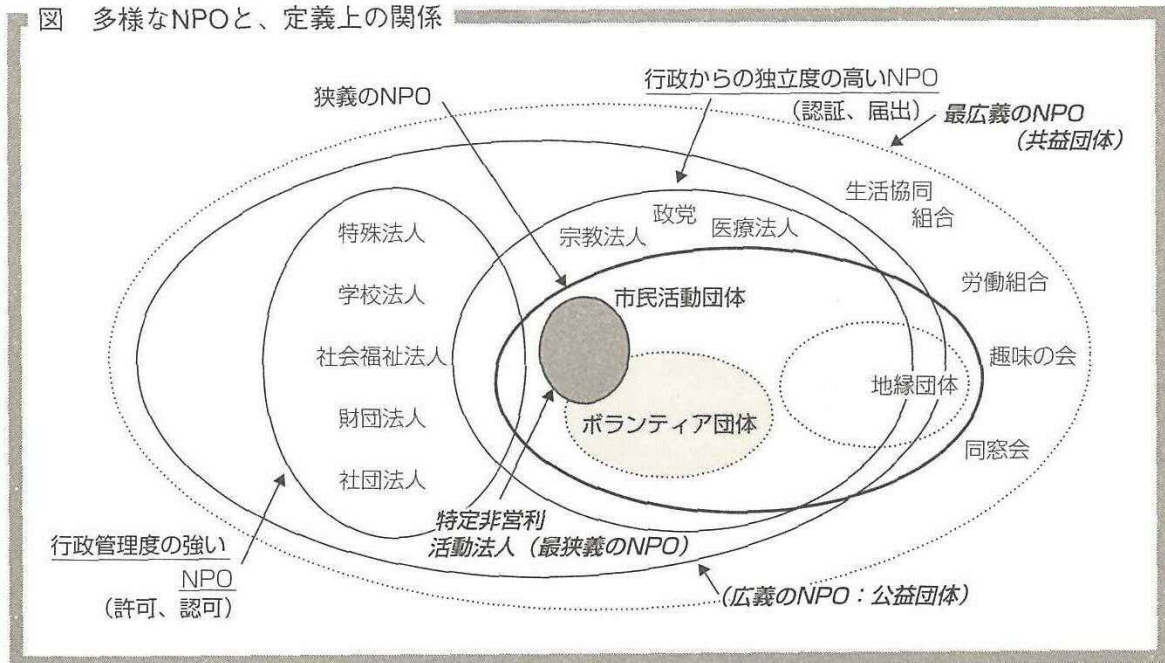 図 多様なNPOと、定義上の関係
狭義のNPO
行政からの独立度の高いNPO
(認証、届出)
最広義のNPO
(共益団体)
生活協同
組合
政党
宗教法人
医療法人
特殊法人
学校法人
社会福祉法人
財団法人
社団法人
市民活動団体
労働組合
趣味の会
地縁団体
ボランティア団体
同窓会
特定非営利
活動法人(最狭義のNPO)
行政管理度の強い
NPO
(許可、認可)
(広義のNPO:公益団体)